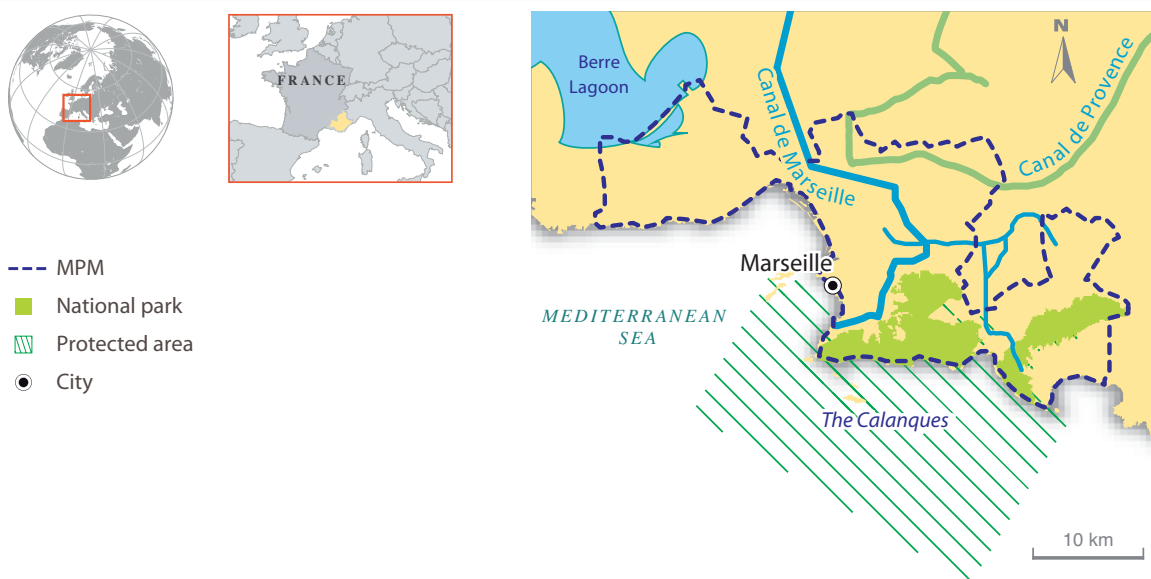 FRANCE
MPM
National park
Protected area
City
Berre
Lagoon
Canal de Marseille
Canal de Provence
N
Marseille
MEDITERRANEAN
SEA
The Calanques
10 km